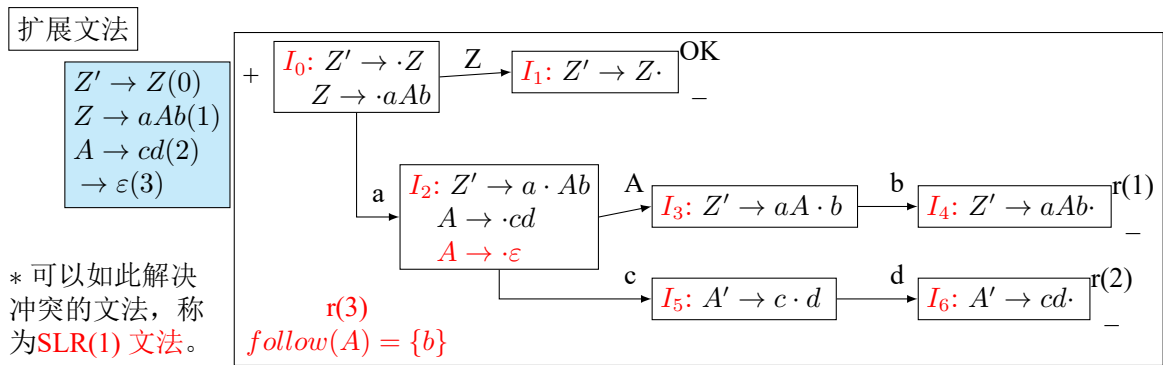 扩展文法
Z′ → Z(0)
Z → aAb(1)
A → cd(2)
→ ε(3)
* 可以如此解决
冲突的文法，称
为SLR(1) 文法。
+
I₀: Z′ → ·Z
Z → ·aAb
Z
I₁: Z′ → Z·
OK
_
a
I₂: Z′ → a · Ab
A → ·cd
A → ·ε
r(3)
follow(A) = {b}
A
I₃: Z′ → aA · b
b
I₄: Z′ → aAb·
r(1)
_
c
I₅: A′ → c · d
d
I₆: A′ → cd·
r(2)
_